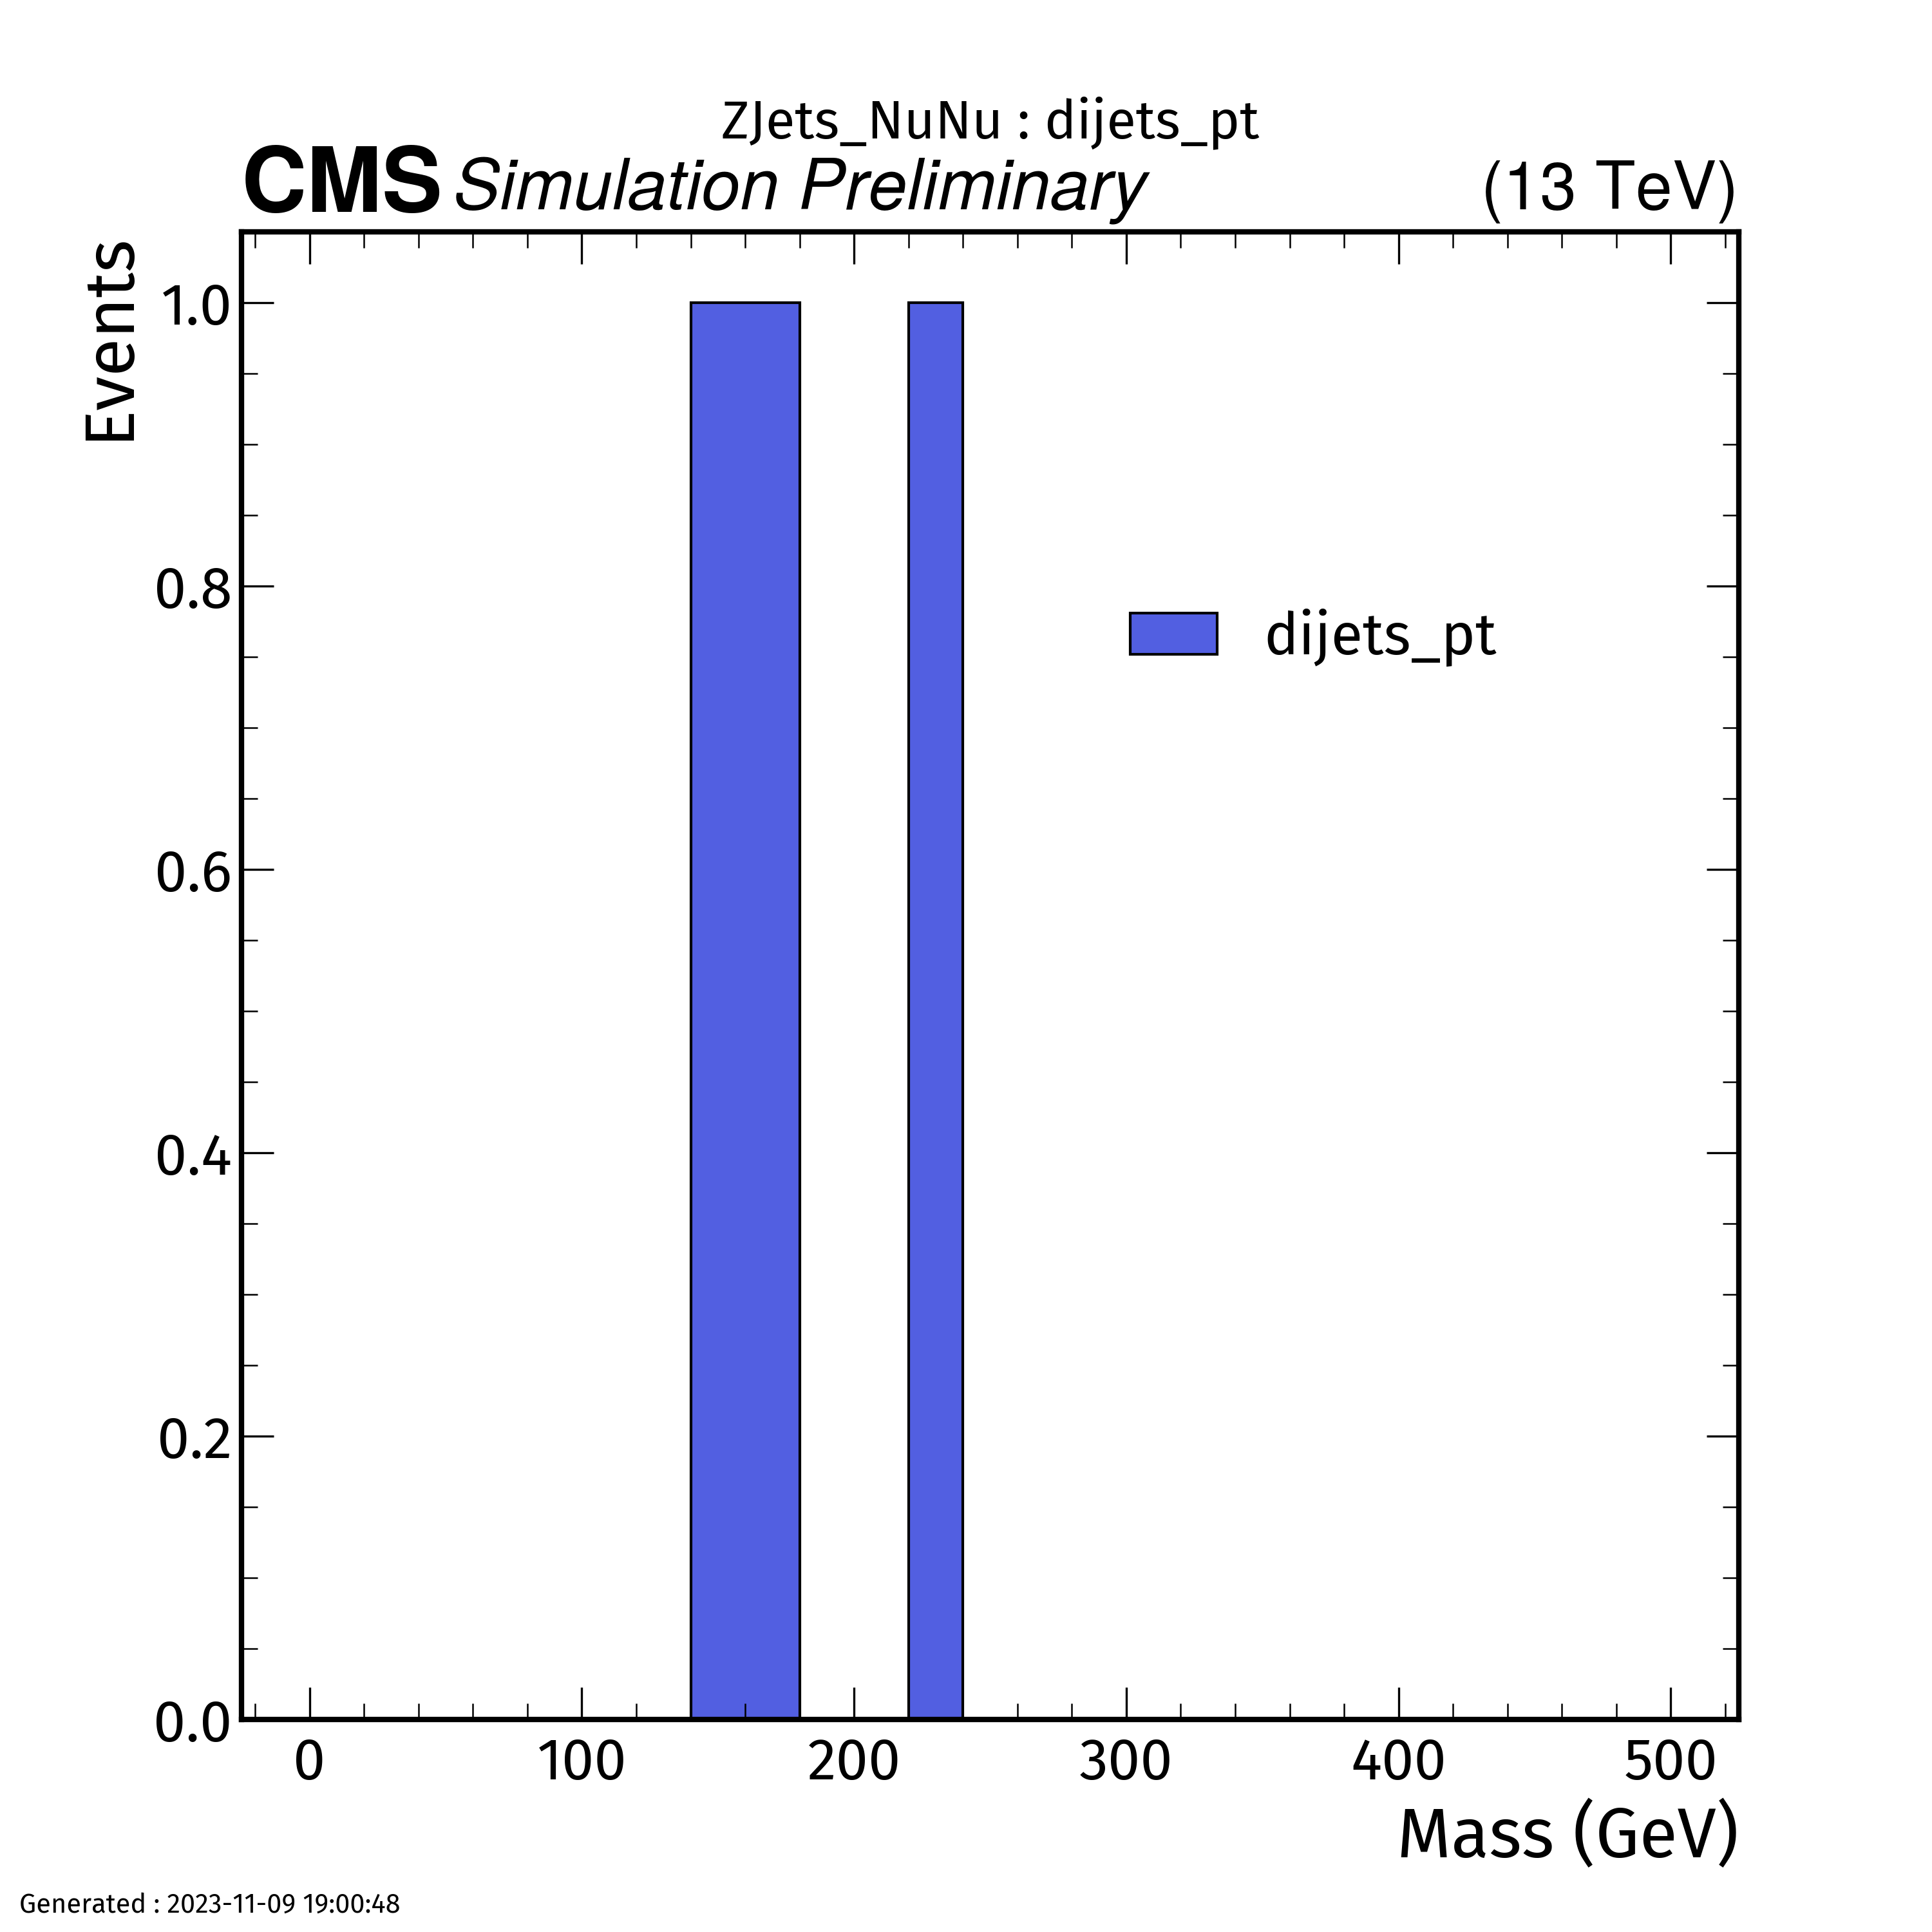 ZJets_NuNu : dijets_pt
CMS Simulation Preliminary (13 TeV)
Events
1.0
0.8
0.6
0.4
0.2
0.0
dijets_pt
0 100 200 300 400 500
Mass (GeV)
Generated : 2023-11-09 19:00:48